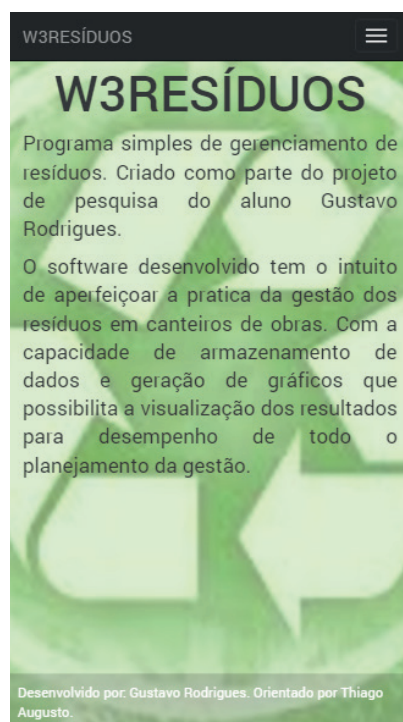 W3RESÍDUOS
W3RESÍDUOS
Programa simples de gerenciamento de
resíduos. Criado como parte do projeto
de pesquisa do aluno Gustavo
Rodrigues.
O software desenvolvido tem o intuito
de aperfeiçoar a pratica da gestão dos
resíduos em canteiros de obras. Com a
capacidade de armazenamento de
dados e geração de gráficos que
possibilita a visualização dos resultados
para desempenho de todo o
planejamento da gestão.
Desenvolvido por: Gustavo Rodrigues. Orientado por Thiago
Augusto.